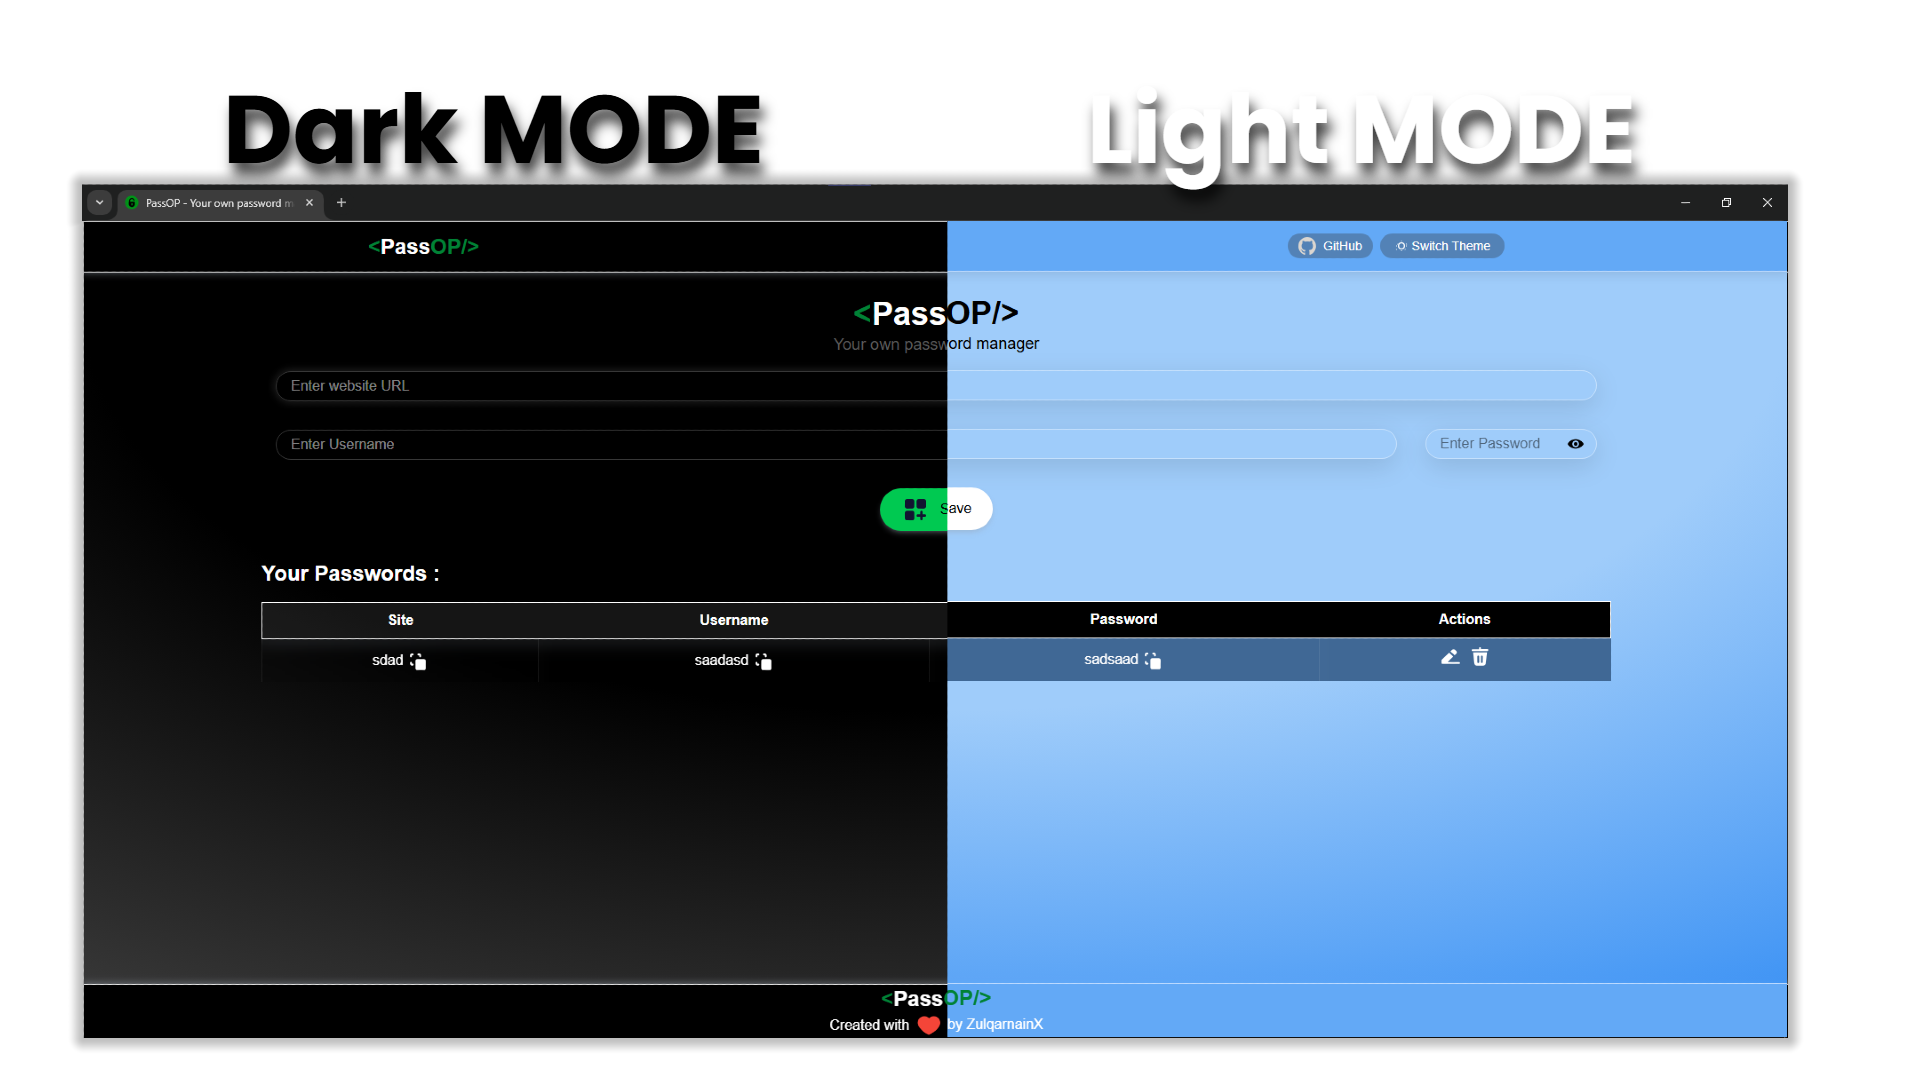 Dark MODE
Light MODE
PassOP - Your own password m
<PassOP/>
GitHub
Switch Theme
<PassOP/>
Your own password manager
Enter website URL
Enter Username
Enter Password
Save
Your Passwords :
Site Username Password Actions
sdad saadasd sadsaad
<PassOP/>
Created with by ZulqarnainX